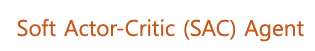 Soft Actor-Critic (SAC) Agent